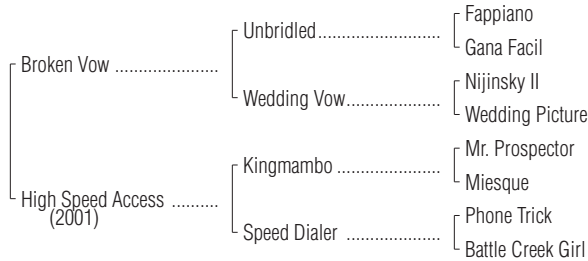 Fappiano
Unbridled
Gana Facil
Broken Vow
Nijinsky II
Wedding Vow
Wedding Picture
Mr. Prospector
Kingmambo
Miesque
High Speed Access
(2001)
Phone Trick
Speed Dialer
Battle Creek Girl